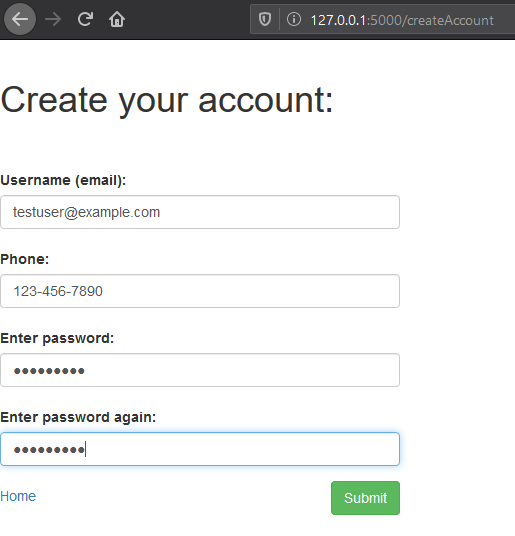 127.0.0.1:5000/createAccount
Create your account:
Username (email):
testuser@example.com
Phone:
123-456-7890
Enter password:
●●●●●●●●●
Enter password again:
●●●●●●●●●
Home Submit